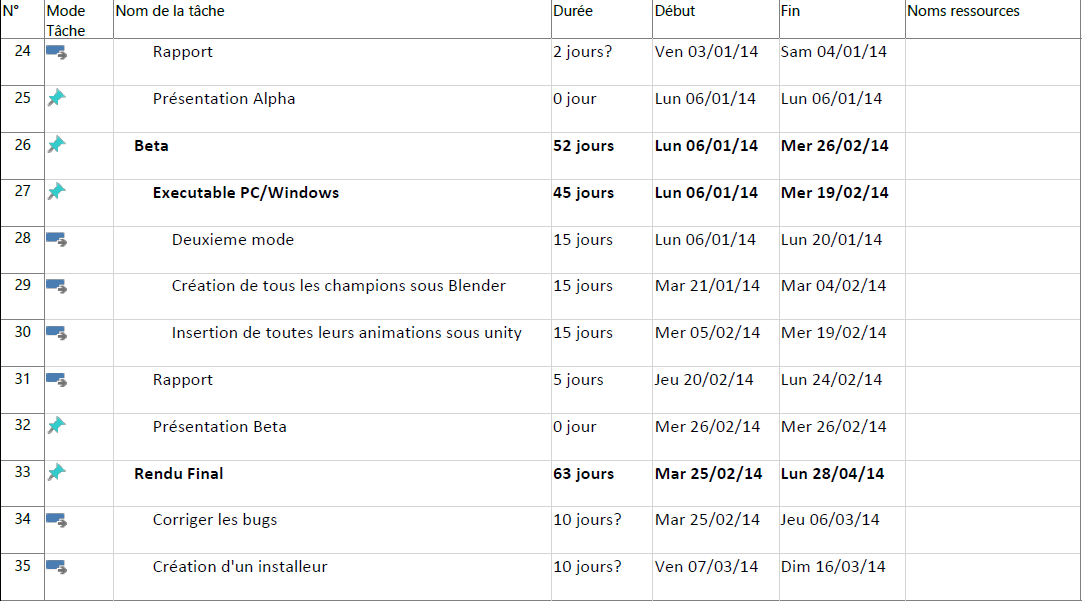 N° Mode Tâche Nom de la tâche Durée Début Fin Noms ressources
24 Rapport 2 jours? Ven 03/01/14 Sam 04/01/14
25 Présentation Alpha 0 jour Lun 06/01/14 Lun 06/01/14
26 Beta 52 jours Lun 06/01/14 Mer 26/02/14
27 Executable PC/Windows 45 jours Lun 06/01/14 Mer 19/02/14
28 Deuxieme mode 15 jours Lun 06/01/14 Lun 20/01/14
29 Création de tous les champions sous Blender 15 jours Mar 21/01/14 Mar 04/02/14
30 Insertion de toutes leurs animations sous unity 15 jours Mer 05/02/14 Mer 19/02/14
31 Rapport 5 jours Jeu 20/02/14 Lun 24/02/14
32 Présentation Beta 0 jour Mer 26/02/14 Mer 26/02/14
33 Rendu Final 63 jours Mar 25/02/14 Lun 28/04/14
34 Corriger les bugs 10 jours? Mar 25/02/14 Jeu 06/03/14
35 Création d'un installeur 10 jours? Ven 07/03/14 Dim 16/03/14